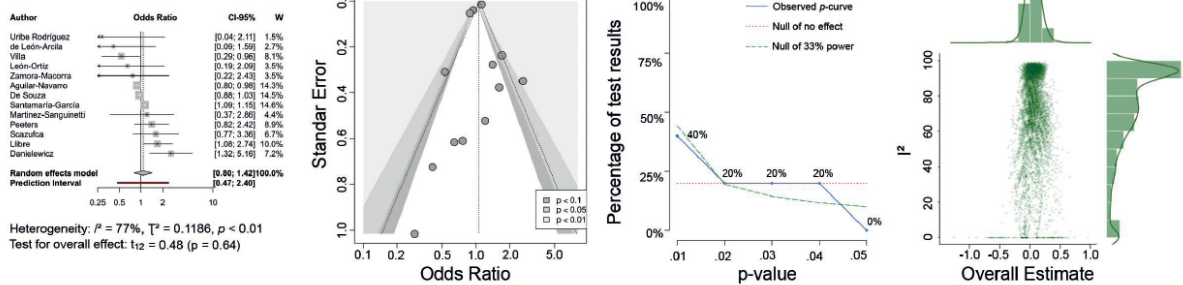 Author Odds Ratio CI-95% W
Uribe Rodríguez [0.04; 2.11] 1.5%
de León-Arcila [0.09; 1.59] 2.7%
Villa [0.29; 0.96] 8.1%
León-Ortiz [0.19; 2.09] 3.5%
Zamora-Macorra [0.22; 2.43] 3.5%
Aguilar-Navarro [0.80; 0.98] 14.3%
De Souza [0.88; 1.03] 14.5%
Santamaría-García [1.09; 1.15] 14.6%
Martinez-Sanguinetti [0.37; 2.86] 4.4%
Peeters [0.82; 2.42] 8.9%
Scazufca [0.77; 3.36] 6.7%
Llibre [1.08; 2.74] 10.0%
Danielewicz [1.32; 5.16] 7.2%
Random effects model [0.80; 1.42]100.0%
Prediction Interval [0.47; 2.40]
0.25 0.5 1 2 10
Heterogeneity: I² = 77%, τ² = 0.1186, p < 0.01
Test for overall effect: t₁₂ = 0.48 (p = 0.64)
Standar Error
0.2
0.4
0.6
0.8
1.0
p < 0.1
p < 0.05
p < 0.01
0.1 0.2 0.5 1.0 2.0 5.0
Odds Ratio
Percentage of test results
100%
75%
50%
25%
0%
Observed p-curve
Null of no effect
Null of 33% power
40%
20% 20% 20%
0%
.01 .02 .03 .04 .05
p-value
I²
100
80
60
40
20
0
-1.0 -0.5 0.0 0.5 1.0
Overall Estimate